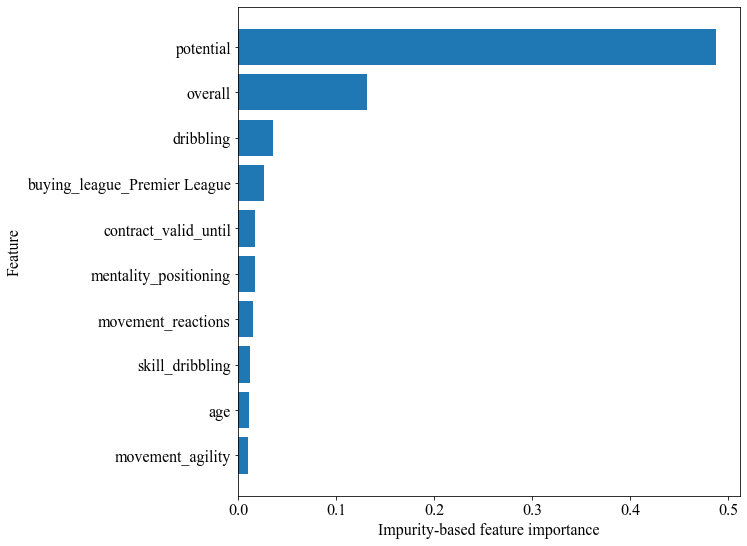 potential
overall
dribbling
buying_league_Premier League
contract_valid_until
mentality_positioning
movement_reactions
skill_dribbling
age
movement_agility
Feature
0.0 0.1 0.2 0.3 0.4 0.5
Impurity-based feature importance